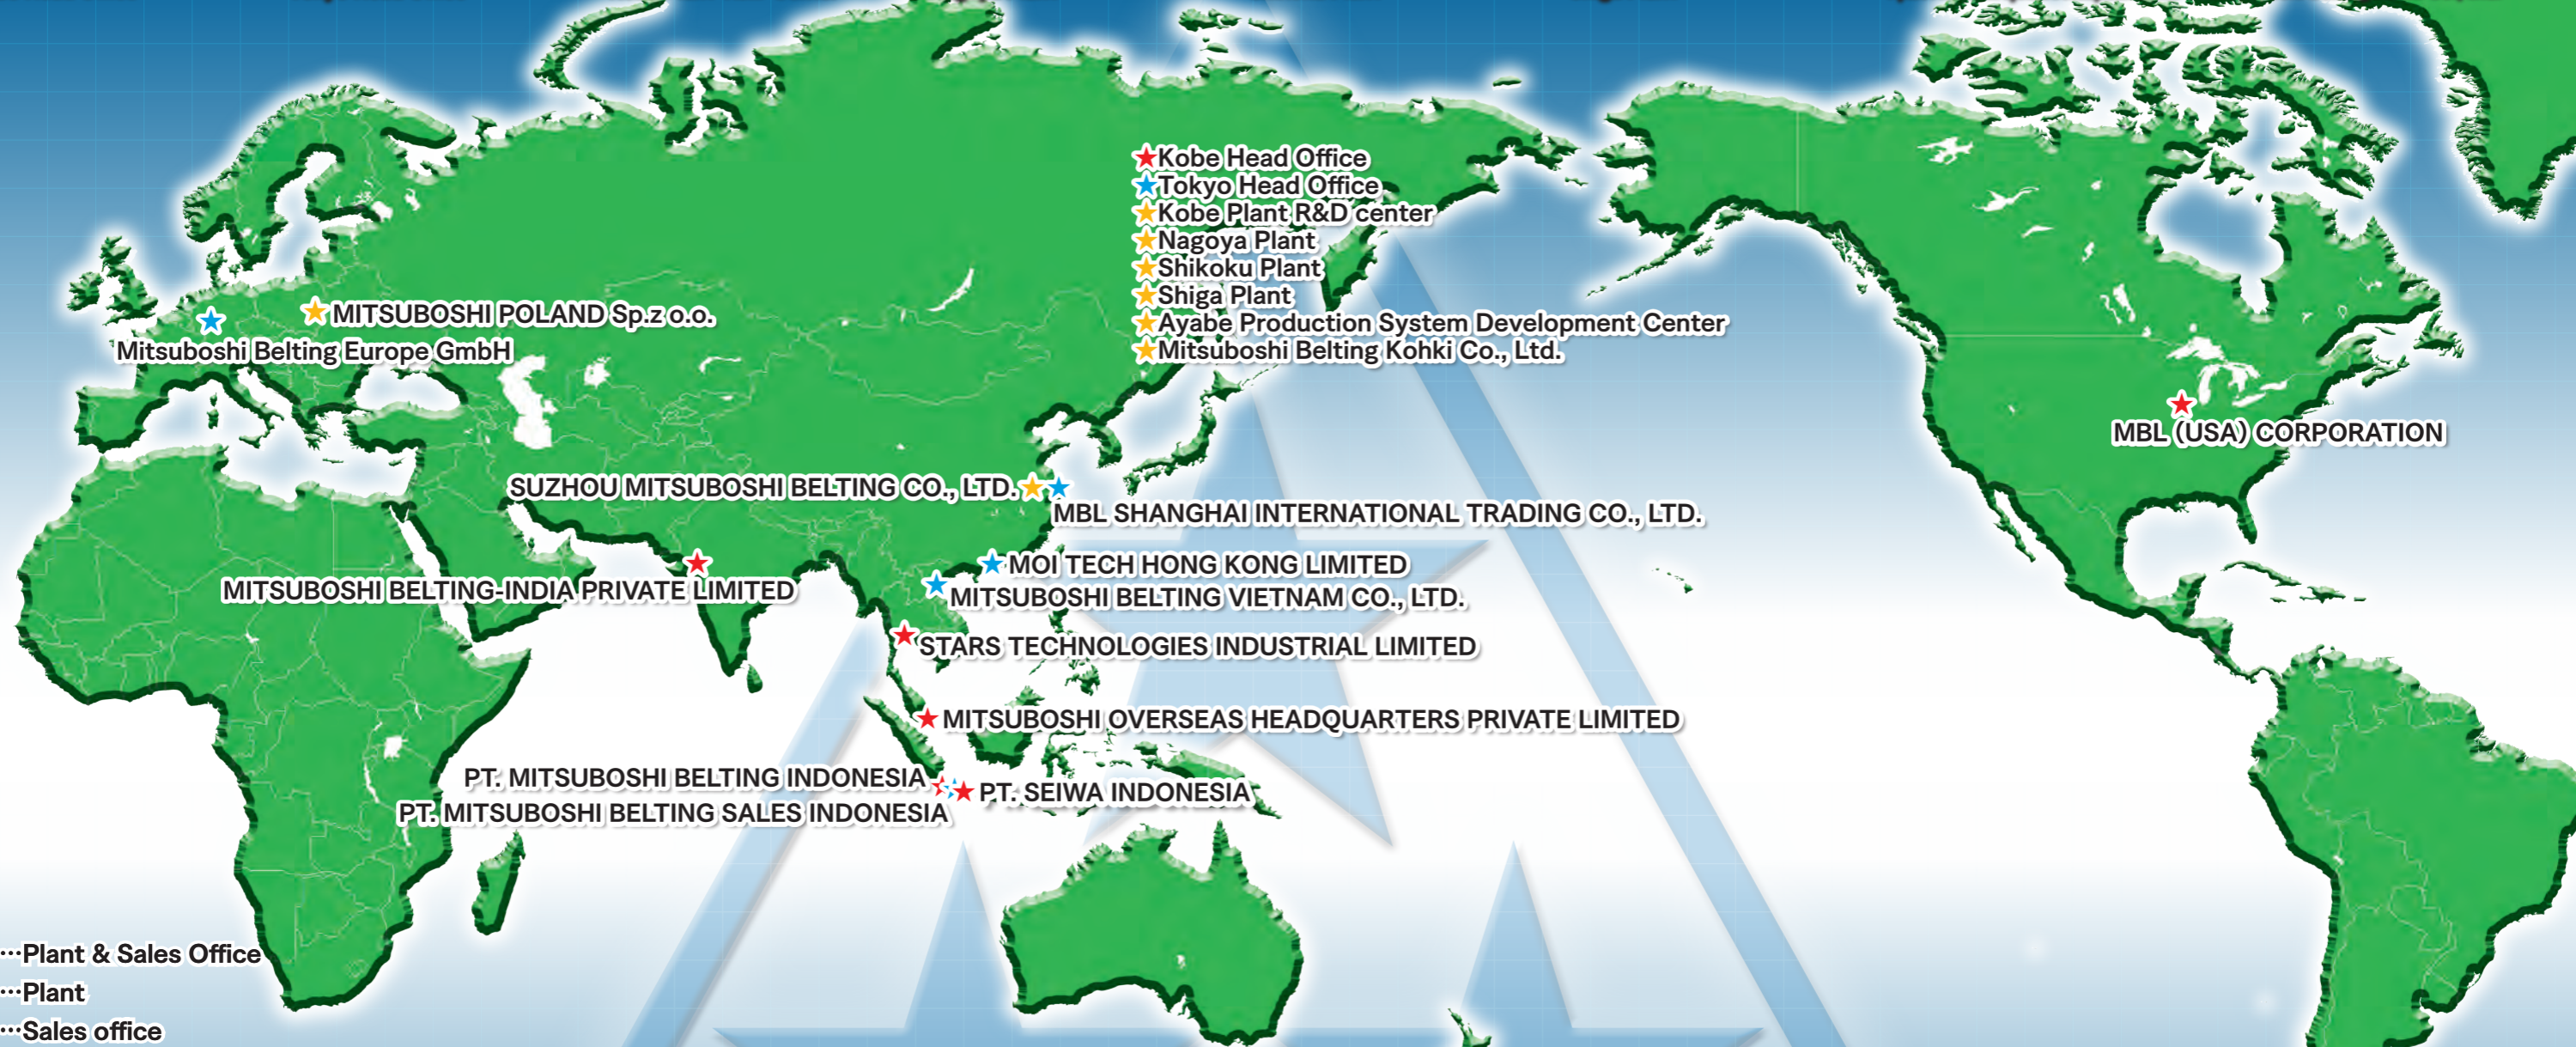 ★Kobe Head Office
★Tokyo Head Office
★Kobe Plant R&D center
★Nagoya Plant
★Shikoku Plant
★Shiga Plant
★Ayabe Production System Development Center
★Mitsuboshi Belting Kohki Co., Ltd.
★MITSUBOSHI POLAND Sp.z o.o.
Mitsuboshi Belting Europe GmbH
MBL (USA) CORPORATION
SUZHOU MITSUBOSHI BELTING CO., LTD.
MBL SHANGHAI INTERNATIONAL TRADING CO., LTD.
MOI TECH HONG KONG LIMITED
MITSUBOSHI BELTING-INDIA PRIVATE LIMITED
MITSUBOSHI BELTING VIETNAM CO., LTD.
STARS TECHNOLOGIES INDUSTRIAL LIMITED
MITSUBOSHI OVERSEAS HEADQUARTERS PRIVATE LIMITED
PT. MITSUBOSHI BELTING INDONESIA
PT. SEIWA INDONESIA
PT. MITSUBOSHI BELTING SALES INDONESIA
…Plant & Sales Office
…Plant
…Sales office